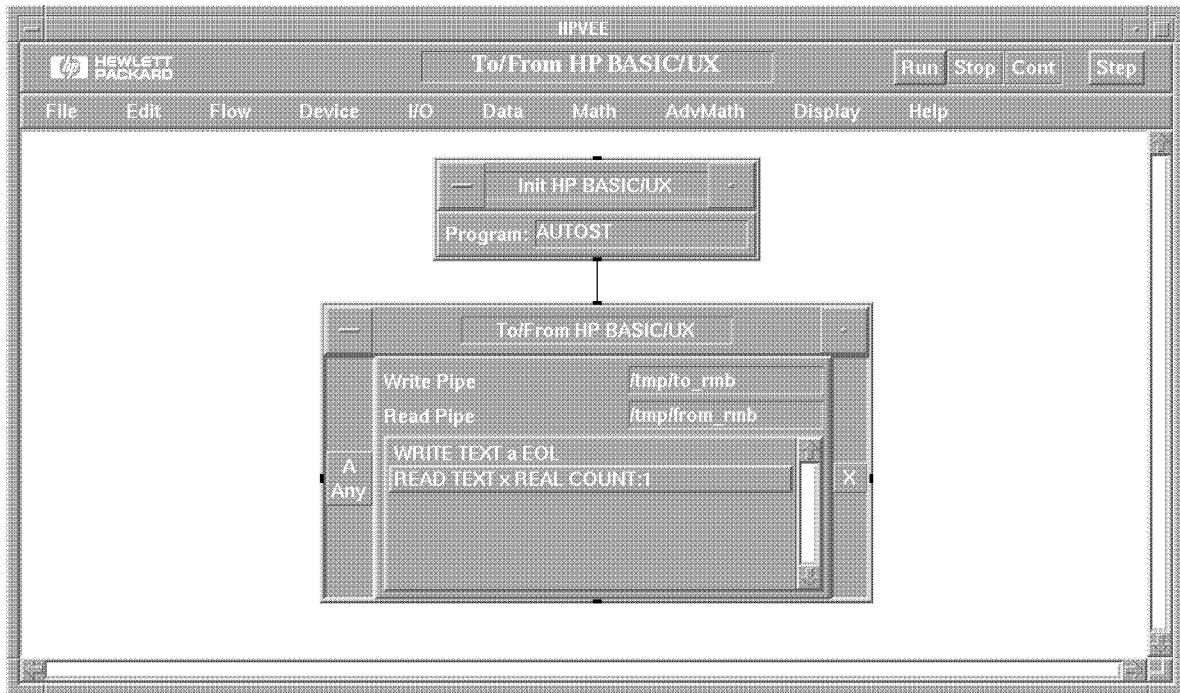 HPVEE
hp HEWLETT PACKARD To/From HP BASIC/UX Run Stop Cont Step
File Edit Flow Device I/O Data Math AdvMath Display Help
Init HP BASIC/UX
Program: AUTOST
To/From HP BASIC/UX
Write Pipe /tmp/to_rmb
Read Pipe /tmp/from_rmb
WRITE TEXT a EOL
A Any READ TEXT x REAL COUNT:1 X